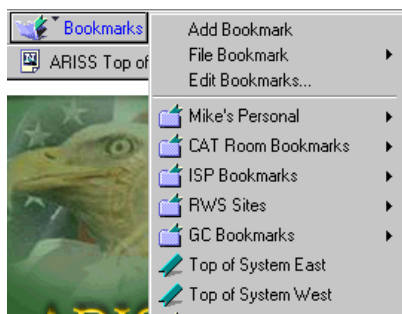 Bookmarks
ARISS Top of
Add Bookmark
File Bookmark
Edit Bookmarks...
Mike's Personal
CAT Room Bookmarks
ISP Bookmarks
RWS Sites
GC Bookmarks
Top of System East
Top of System West